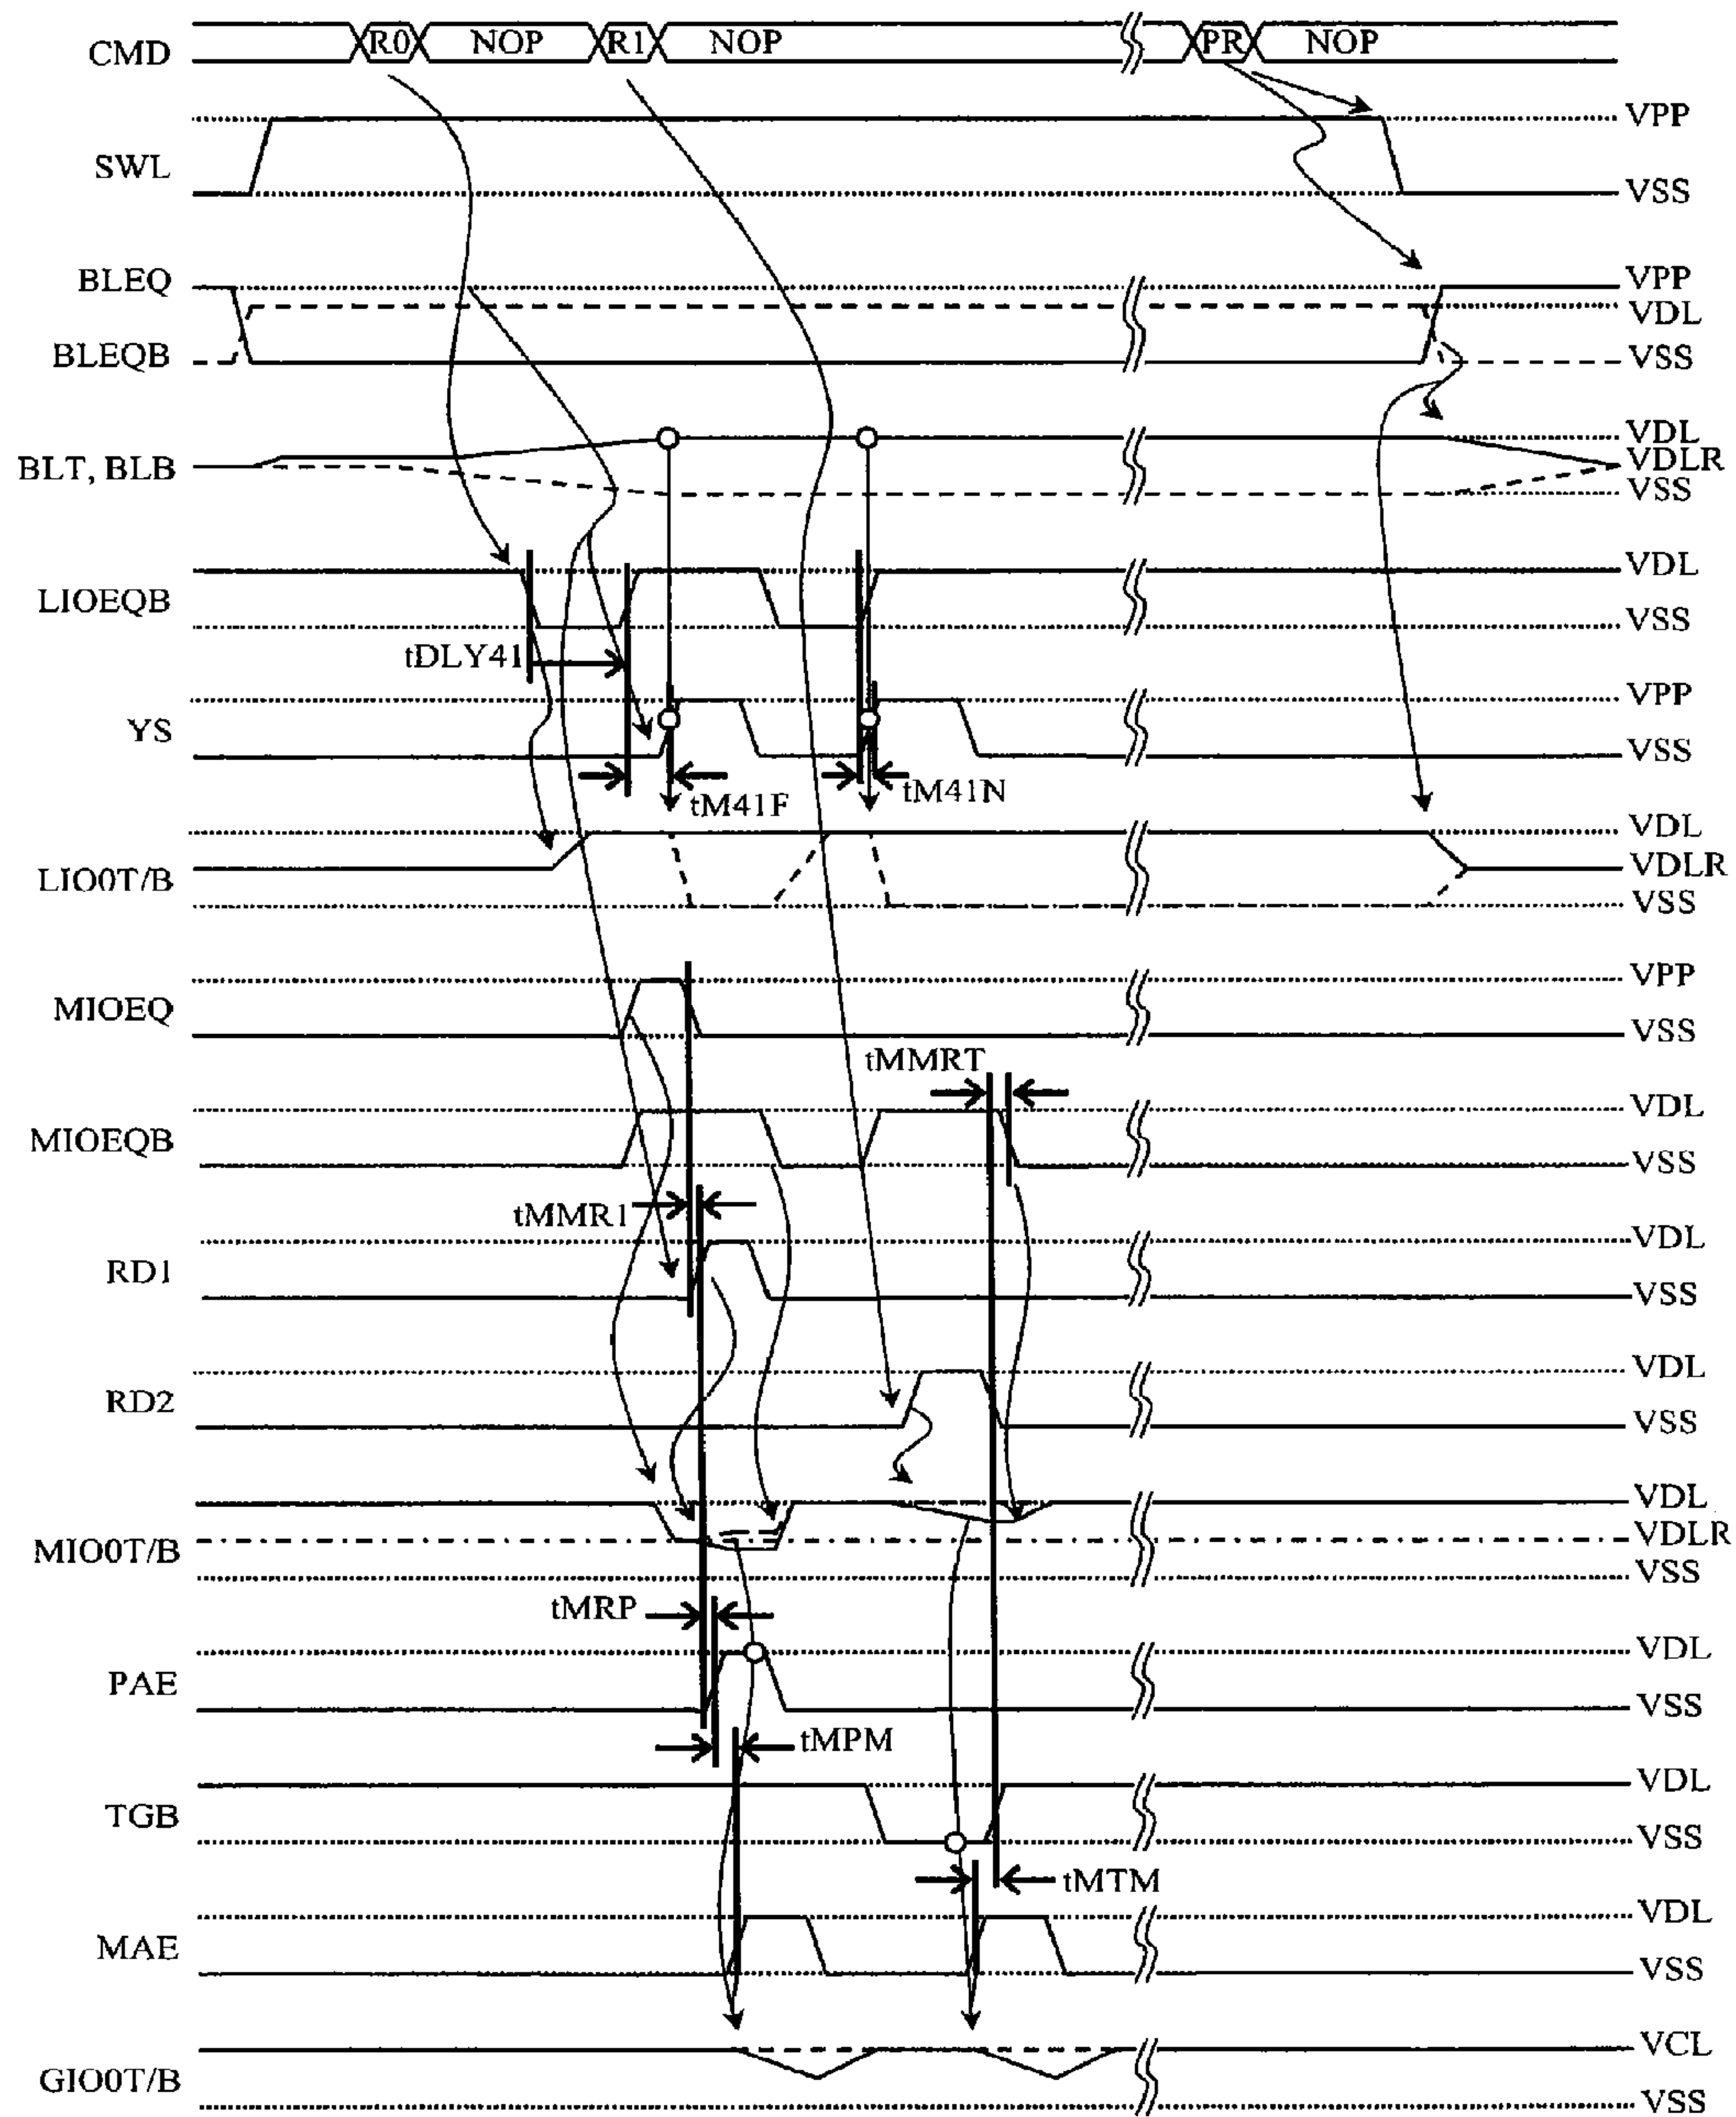 CMD R0 NOP R1 NOP PR NOP
SWL VPP
VSS
BLEQ VPP
VDL
BLEQB VSS
BLT, BLB VDL
VDLR
VSS
LIOEQB VDL
VSS
tDLY41
YS VPP
VSS
tM41F tM41N
LIO0T/B VDL
VDLR
VSS
MIOEQ VPP
VSS
tMMRT
MIOEQB VDL
VSS
tMMR1
RD1 VDL
VSS
RD2 VDL
VSS
MIO0T/B VDL
VDLR
VSS
tMRP
PAE VDL
VSS
tMPM
TGB VDL
VSS
tMTM
MAE VDL
VSS
GIO0T/B VCL
VSS